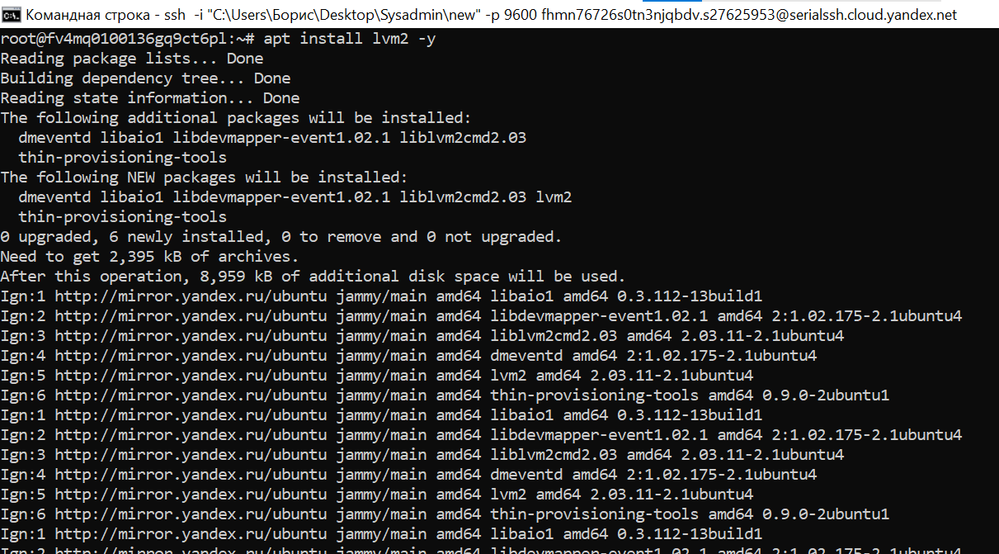 Командная строка - ssh -i "C:\Users\Борис\Desktop\Sysadmin\new" -p 9600 fhmn76726s0tn3njqbdv.s27625953@serialssh.cloud.yandex.net
root@fv4mq0100136gq9ct6pl:~# apt install lvm2 -y
Reading package lists... Done
Building dependency tree... Done
Reading state information... Done
The following additional packages will be installed:
  dmeventd libaio1 libdevmapper-event1.02.1 liblvm2cmd2.03
  thin-provisioning-tools
The following NEW packages will be installed:
  dmeventd libaio1 libdevmapper-event1.02.1 liblvm2cmd2.03 lvm2
  thin-provisioning-tools
0 upgraded, 6 newly installed, 0 to remove and 0 not upgraded.
Need to get 2,395 kB of archives.
After this operation, 8,959 kB of additional disk space will be used.
Ign:1 http://mirror.yandex.ru/ubuntu jammy/main amd64 libaio1 amd64 0.3.112-13build1
Ign:2 http://mirror.yandex.ru/ubuntu jammy/main amd64 libdevmapper-event1.02.1 amd64 2:1.02.175-2.1ubuntu4
Ign:3 http://mirror.yandex.ru/ubuntu jammy/main amd64 liblvm2cmd2.03 amd64 2.03.11-2.1ubuntu4
Ign:4 http://mirror.yandex.ru/ubuntu jammy/main amd64 dmeventd amd64 2:1.02.175-2.1ubuntu4
Ign:5 http://mirror.yandex.ru/ubuntu jammy/main amd64 lvm2 amd64 2.03.11-2.1ubuntu4
Ign:6 http://mirror.yandex.ru/ubuntu jammy/main amd64 thin-provisioning-tools amd64 0.9.0-2ubuntu1
Ign:1 http://mirror.yandex.ru/ubuntu jammy/main amd64 libaio1 amd64 0.3.112-13build1
Ign:2 http://mirror.yandex.ru/ubuntu jammy/main amd64 libdevmapper-event1.02.1 amd64 2:1.02.175-2.1ubuntu4
Ign:3 http://mirror.yandex.ru/ubuntu jammy/main amd64 liblvm2cmd2.03 amd64 2.03.11-2.1ubuntu4
Ign:4 http://mirror.yandex.ru/ubuntu jammy/main amd64 dmeventd amd64 2:1.02.175-2.1ubuntu4
Ign:5 http://mirror.yandex.ru/ubuntu jammy/main amd64 lvm2 amd64 2.03.11-2.1ubuntu4
Ign:6 http://mirror.yandex.ru/ubuntu jammy/main amd64 thin-provisioning-tools amd64 0.9.0-2ubuntu1
Ign:1 http://mirror.yandex.ru/ubuntu jammy/main amd64 libaio1 amd64 0.3.112-13build1